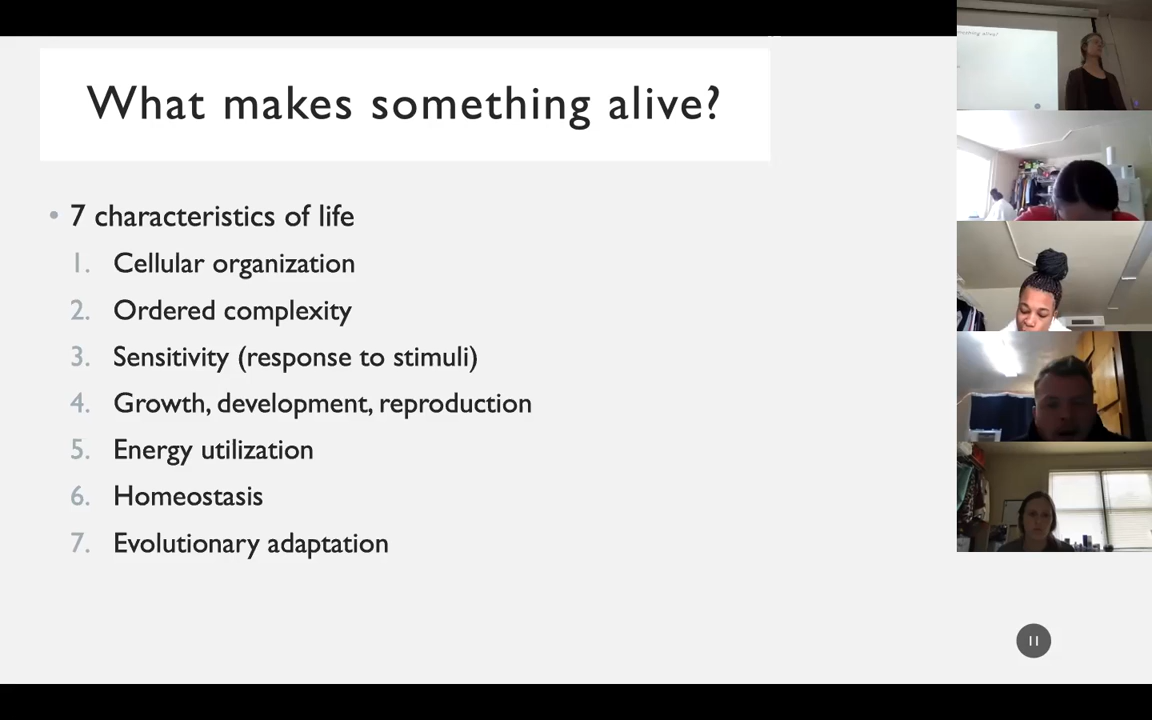 What makes something alive?
• 7 characteristics of life
1. Cellular organization
2. Ordered complexity
3. Sensitivity (response to stimuli)
4. Growth, development, reproduction
5. Energy utilization
6. Homeostasis
7. Evolutionary adaptation